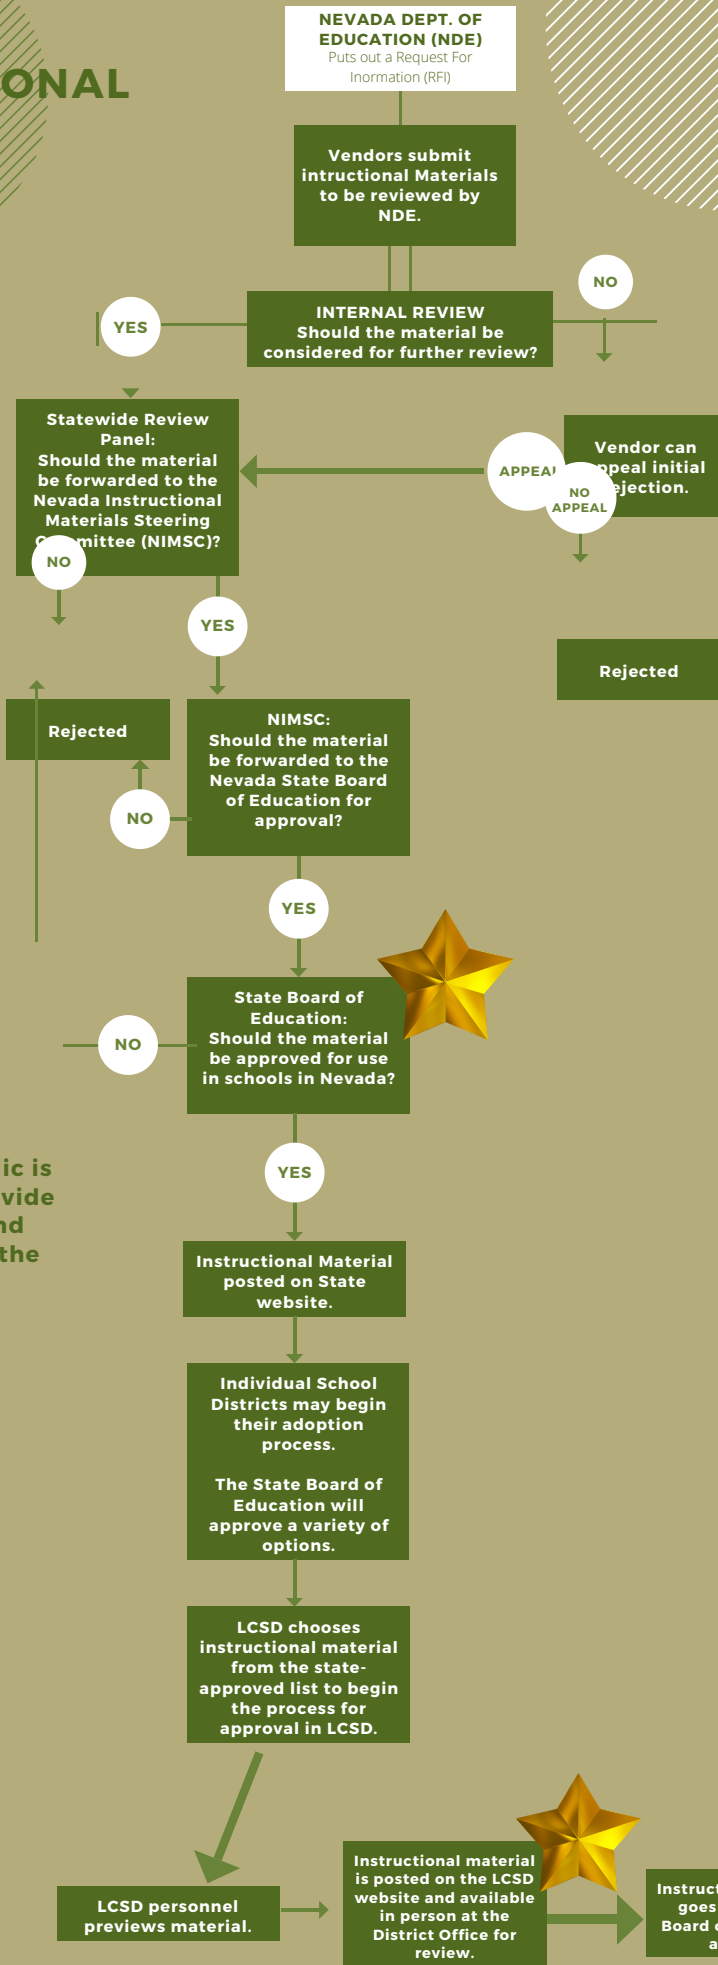 ONAL
NEVADA DEPT. OF
EDUCATION (NDE)
Puts out a Request For
Inormation (RFI)
Vendors submit
intructional Materials
to be reviewed by
NDE.
NO
INTERNAL REVIEW
Should the material be
considered for further review?
YES
Statewide Review
Panel:
Should the material
be forwarded to the
Nevada Instructional
Materials Steering
mittee (NIMSC)?
NO
APPEAL
Vendor can
ppeal initial
ejection.
NO
APPEAL
YES
Rejected
Rejected
NIMSC:
Should the material
be forwarded to the
Nevada State Board
of Education for
approval?
NO
YES
State Board of
Education:
Should the material
be approved for use
in schools in Nevada?
NO
YES
ic is
vide
nd
the
Instructional Material
posted on State
website.
Individual School
Districts may begin
their adoption
process.
The State Board of
Education will
approve a variety of
options.
LCSD chooses
instructional material
from the state-
approved list to begin
the process for
approval in LCSD.
LCSD personnel
previews material.
Instructional material
is posted on the LCSD
website and available
in person at the
District Office for
review.
Instruct
goes
Board
a